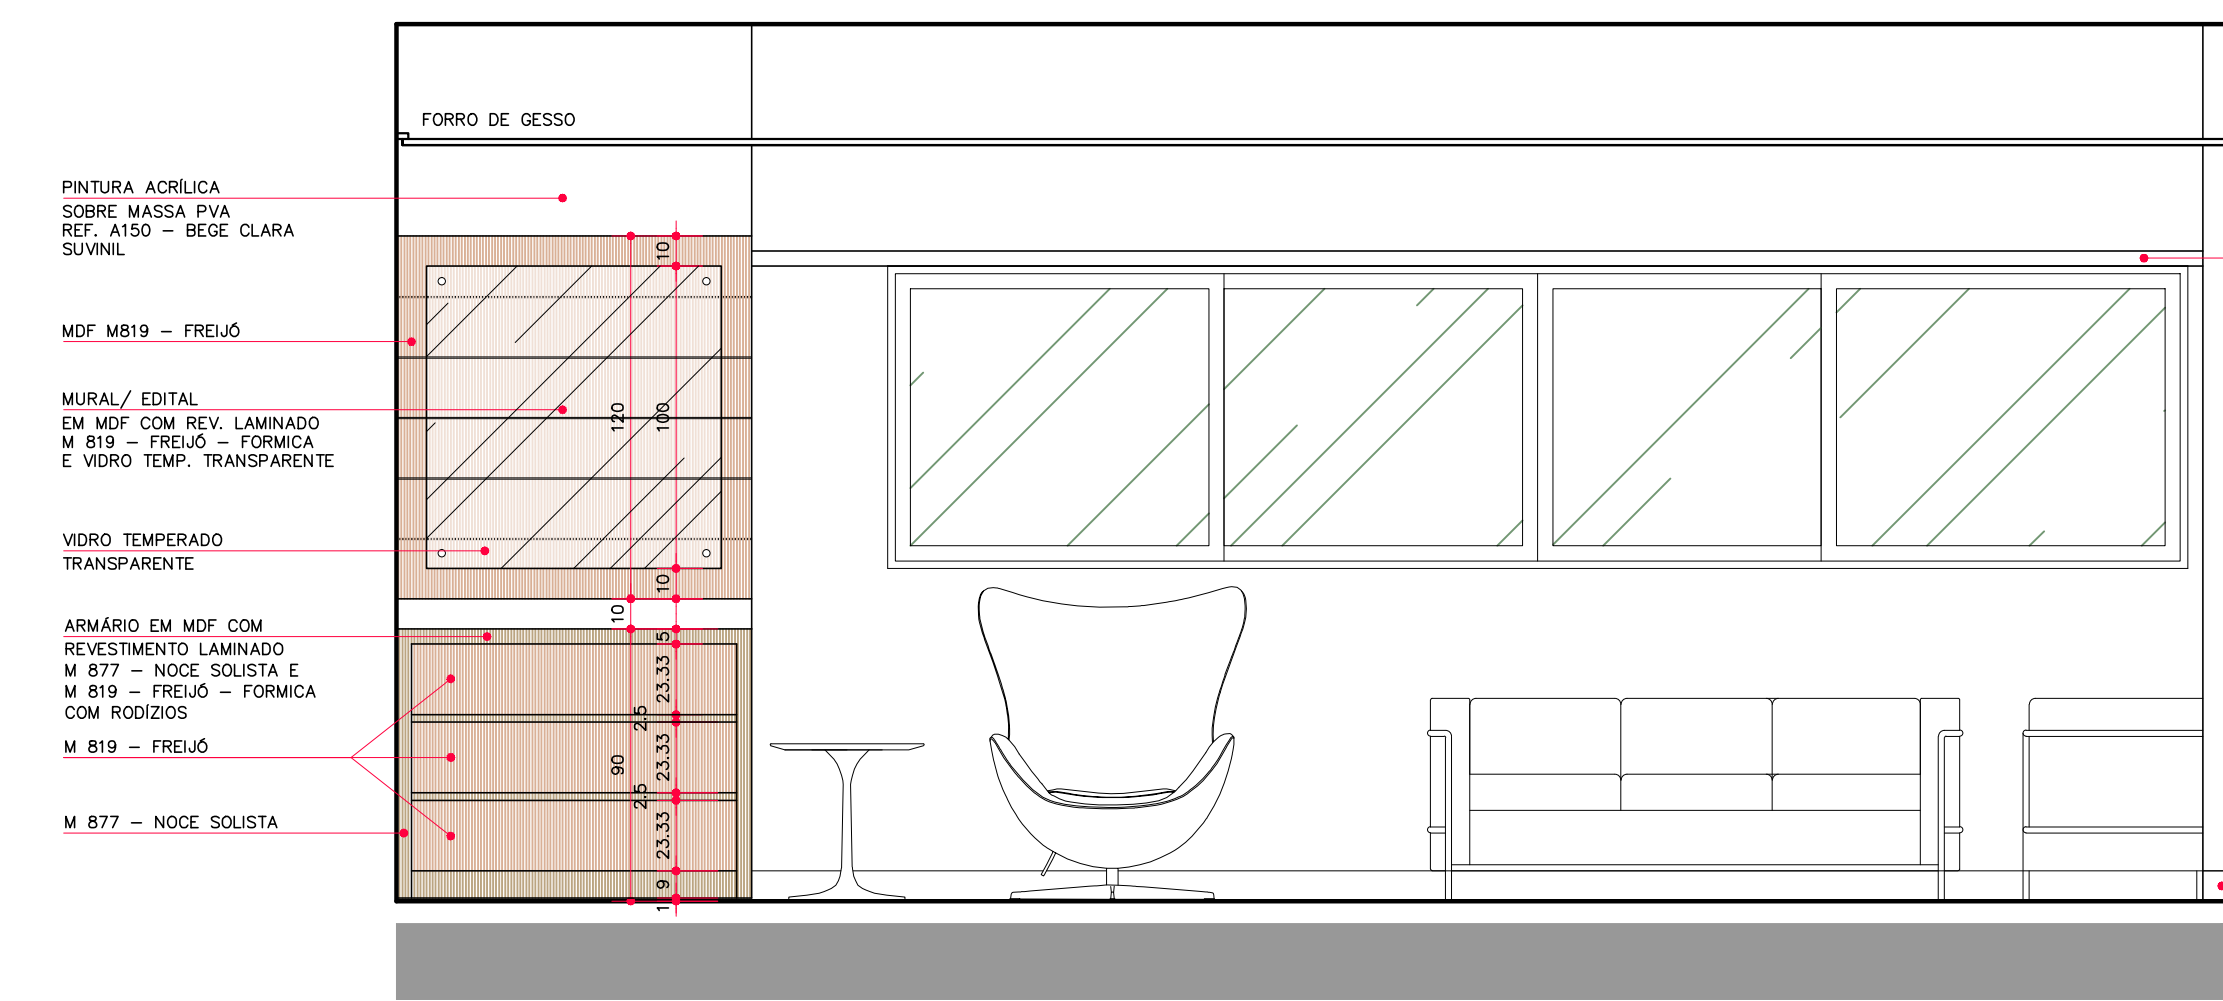 FORRO DE GESSO
PINTURA ACRÍLICA
SOBRE MASSA PVA
REF. A150 – BEGE CLARA
SUVINIL
MDF M819 – FREIJÓ
MURAL/ EDITAL
EM MDF COM REV. LAMINADO
M 819 – FREIJÓ – FORMICA
E VIDRO TEMP. TRANSPARENTE
VIDRO TEMPERADO
TRANSPARENTE
ARMÁRIO EM MDF COM
REVESTIMENTO LAMINADO
M 877 – NOCE SOLISTA E
M 819 – FREIJÓ – FORMICA
COM RODÍZIOS
M 819 – FREIJÓ
M 877 – NOCE SOLISTA
10
120
100
10
10
5
23.33
2.5
23.33
90
2.5
23.33
9
1